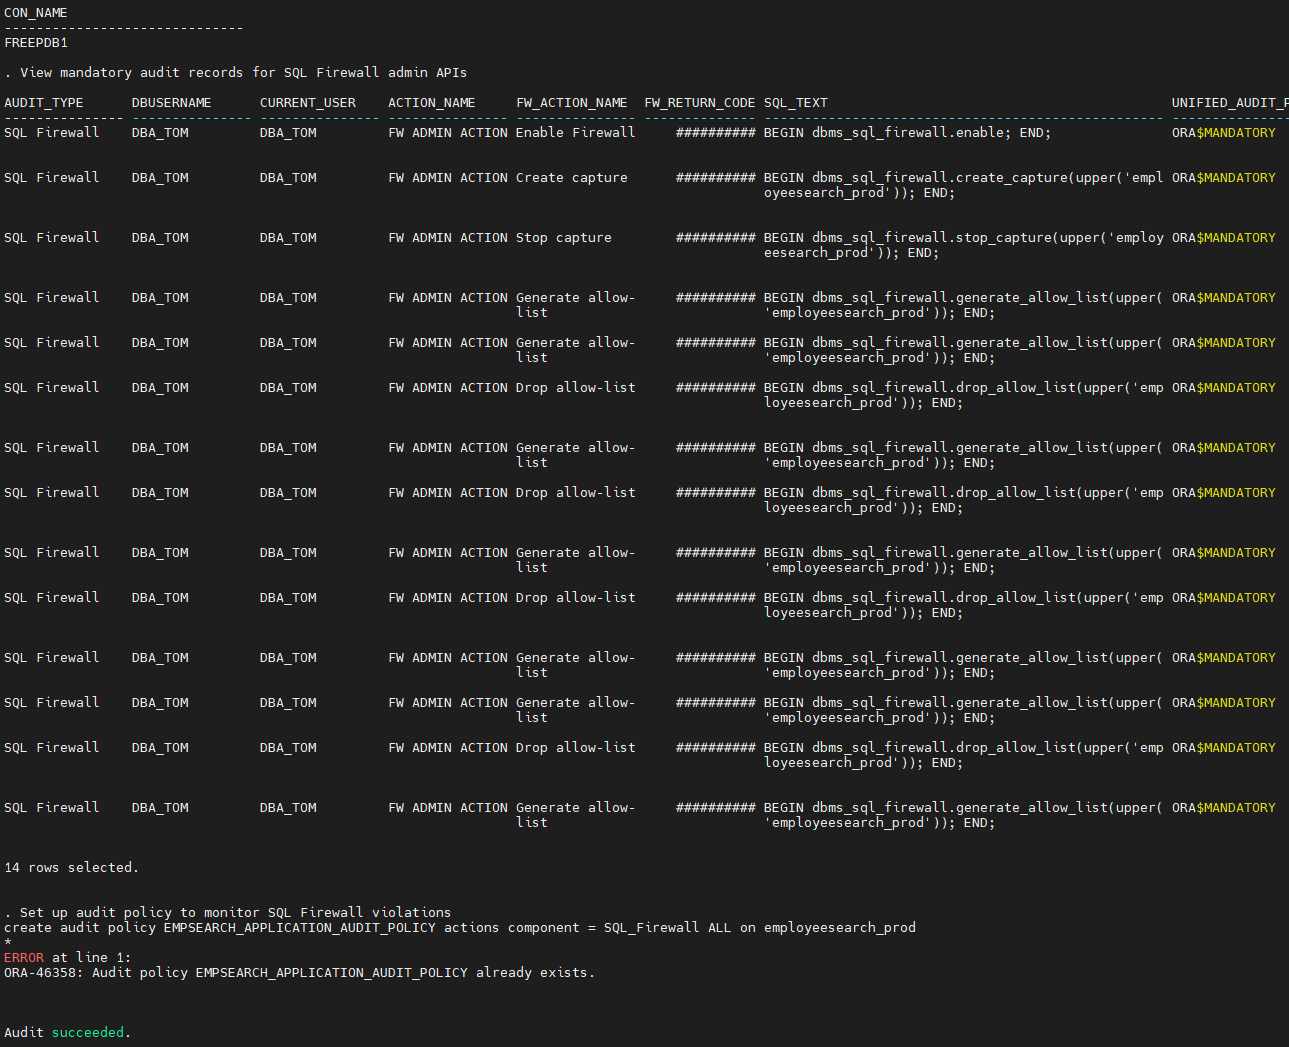 CON_NAME
------------------------------
FREEPDB1
. View mandatory audit records for SQL Firewall admin APIs
AUDIT_TYPE      DBUSERNAME      CURRENT_USER    ACTION_NAME     FW_ACTION_NAME  FW_RETURN_CODE SQL_TEXT                                           UNIFIED_AUDIT_P
--------------- --------------- --------------- --------------- --------------- -------------- -------------------------------------------------- ---------------
SQL Firewall    DBA_TOM         DBA_TOM         FW ADMIN ACTION Enable Firewall     ########## BEGIN dbms_sql_firewall.enable; END;               ORA$MANDATORY
SQL Firewall    DBA_TOM         DBA_TOM         FW ADMIN ACTION Create capture      ########## BEGIN dbms_sql_firewall.create_capture(upper('empl ORA$MANDATORY
oyeesearch_prod')); END;
SQL Firewall    DBA_TOM         DBA_TOM         FW ADMIN ACTION Stop capture        ########## BEGIN dbms_sql_firewall.stop_capture(upper('employ ORA$MANDATORY
eesearch_prod')); END;
SQL Firewall    DBA_TOM         DBA_TOM         FW ADMIN ACTION Generate allow-     ########## BEGIN dbms_sql_firewall.generate_allow_list(upper( ORA$MANDATORY
list                           'employeesearch_prod')); END;
SQL Firewall    DBA_TOM         DBA_TOM         FW ADMIN ACTION Generate allow-     ########## BEGIN dbms_sql_firewall.generate_allow_list(upper( ORA$MANDATORY
list                           'employeesearch_prod')); END;
SQL Firewall    DBA_TOM         DBA_TOM         FW ADMIN ACTION Drop allow-list     ########## BEGIN dbms_sql_firewall.drop_allow_list(upper('emp ORA$MANDATORY
loyeesearch_prod')); END;
SQL Firewall    DBA_TOM         DBA_TOM         FW ADMIN ACTION Generate allow-     ########## BEGIN dbms_sql_firewall.generate_allow_list(upper( ORA$MANDATORY
list                           'employeesearch_prod')); END;
SQL Firewall    DBA_TOM         DBA_TOM         FW ADMIN ACTION Drop allow-list     ########## BEGIN dbms_sql_firewall.drop_allow_list(upper('emp ORA$MANDATORY
loyeesearch_prod')); END;
SQL Firewall    DBA_TOM         DBA_TOM         FW ADMIN ACTION Generate allow-     ########## BEGIN dbms_sql_firewall.generate_allow_list(upper( ORA$MANDATORY
list                           'employeesearch_prod')); END;
SQL Firewall    DBA_TOM         DBA_TOM         FW ADMIN ACTION Drop allow-list     ########## BEGIN dbms_sql_firewall.drop_allow_list(upper('emp ORA$MANDATORY
loyeesearch_prod')); END;
SQL Firewall    DBA_TOM         DBA_TOM         FW ADMIN ACTION Generate allow-     ########## BEGIN dbms_sql_firewall.generate_allow_list(upper( ORA$MANDATORY
list                           'employeesearch_prod')); END;
SQL Firewall    DBA_TOM         DBA_TOM         FW ADMIN ACTION Generate allow-     ########## BEGIN dbms_sql_firewall.generate_allow_list(upper( ORA$MANDATORY
list                           'employeesearch_prod')); END;
SQL Firewall    DBA_TOM         DBA_TOM         FW ADMIN ACTION Drop allow-list     ########## BEGIN dbms_sql_firewall.drop_allow_list(upper('emp ORA$MANDATORY
loyeesearch_prod')); END;
SQL Firewall    DBA_TOM         DBA_TOM         FW ADMIN ACTION Generate allow-     ########## BEGIN dbms_sql_firewall.generate_allow_list(upper( ORA$MANDATORY
list                           'employeesearch_prod')); END;
14 rows selected.
. Set up audit policy to monitor SQL Firewall violations
create audit policy EMPSEARCH_APPLICATION_AUDIT_POLICY actions component = SQL_Firewall ALL on employeesearch_prod
*
ERROR at line 1:
ORA-46358: Audit policy EMPSEARCH_APPLICATION_AUDIT_POLICY already exists.
Audit succeeded.